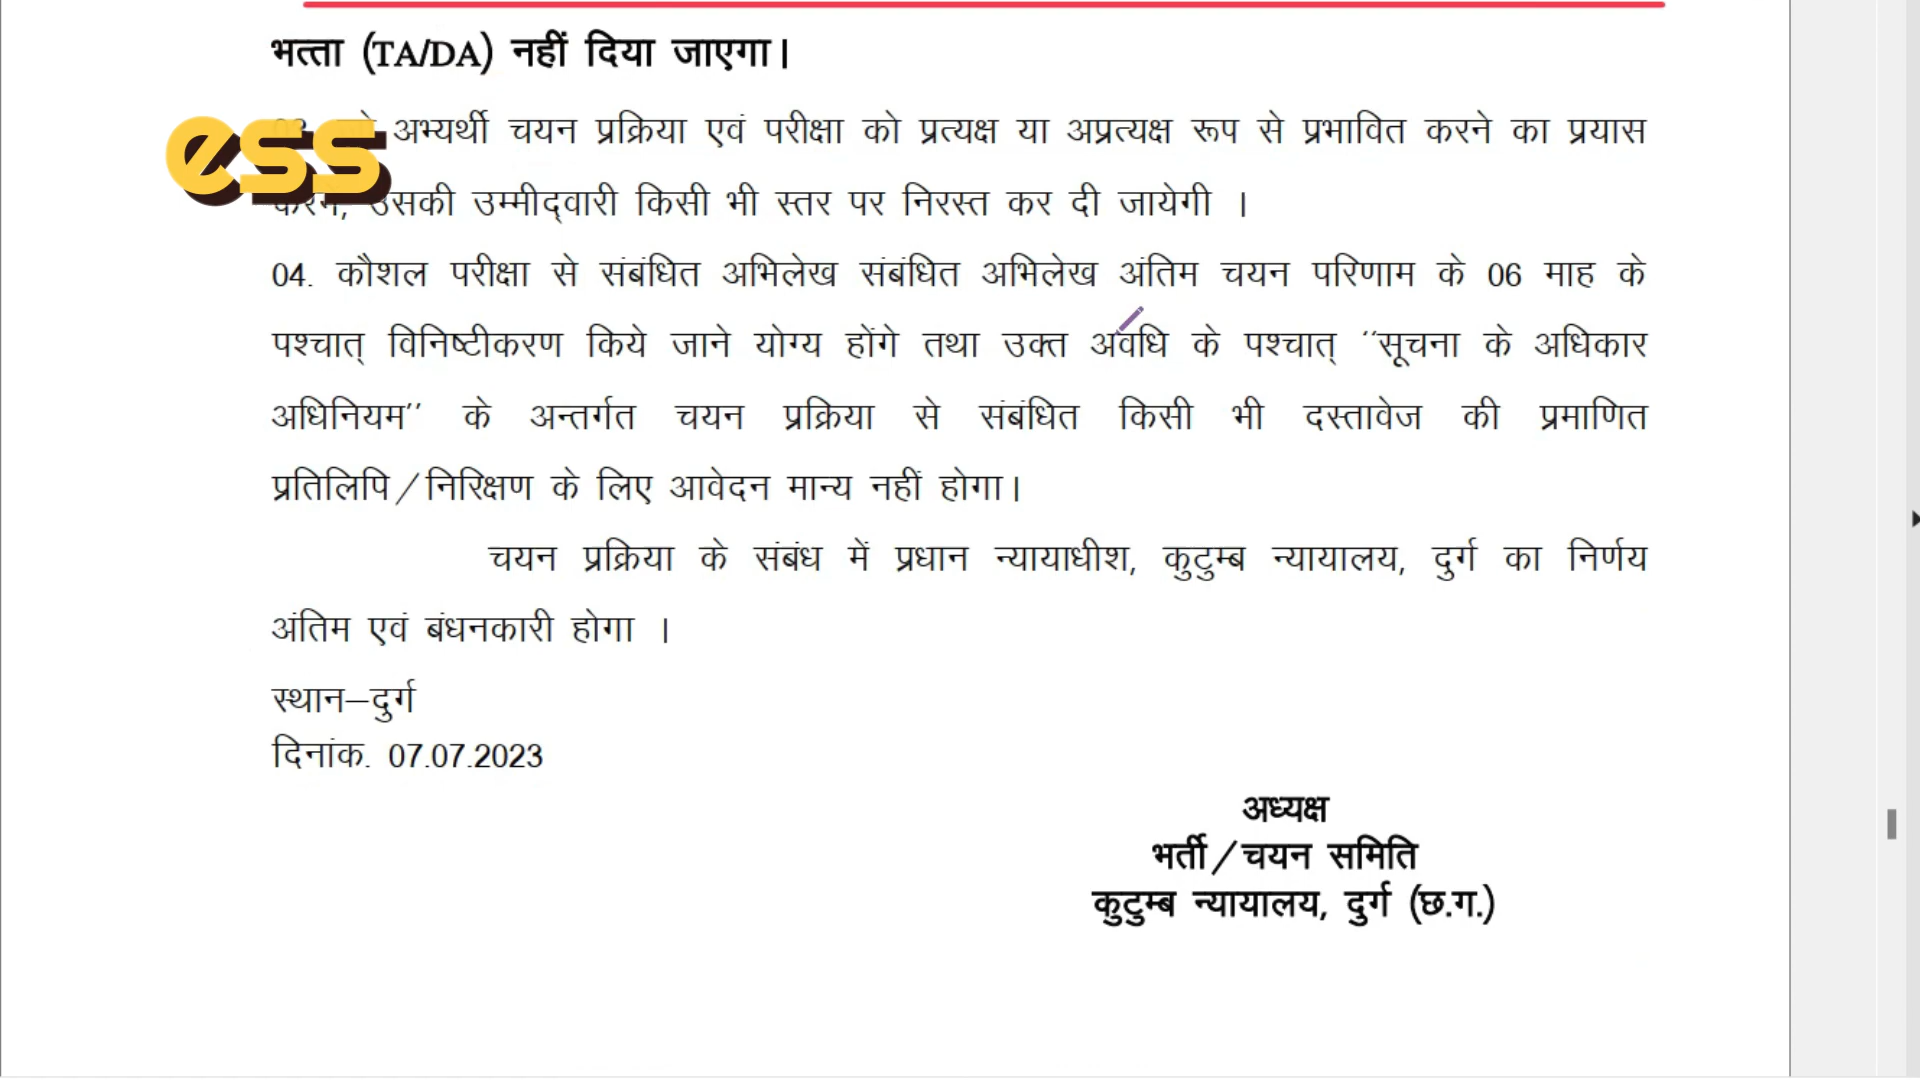 भत्ता (TA/DA) नहीं दिया जाएगा।
ess
अभ्यर्थी चयन प्रक्रिया एवं परीक्षा को प्रत्यक्ष या अप्रत्यक्ष रूप से प्रभावित करने का प्रयास
उसकी उम्मीद्वारी किसी भी स्तर पर निरस्त कर दी जायेगी ।
04. कौशल परीक्षा से संबंधित अभिलेख संबंधित अभिलेख अंतिम चयन परिणाम के 06 माह के
पश्चात् विनिष्टीकरण किये जाने योग्य होंगे तथा उक्त अवधि के पश्चात् ''सूचना के अधिकार
अधिनियम'' के अन्तर्गत चयन प्रक्रिया से संबंधित किसी भी दस्तावेज की प्रमाणित
प्रतिलिपि/निरिक्षण के लिए आवेदन मान्य नहीं होगा।
चयन प्रक्रिया के संबंध में प्रधान न्यायाधीश, कुटुम्ब न्यायालय, दुर्ग का निर्णय
अंतिम एवं बंधनकारी होगा ।
स्थान–दुर्ग
दिनांक. 07.07.2023
अध्यक्ष
भर्ती/चयन समिति
कुटुम्ब न्यायालय, दुर्ग (छ.ग.)